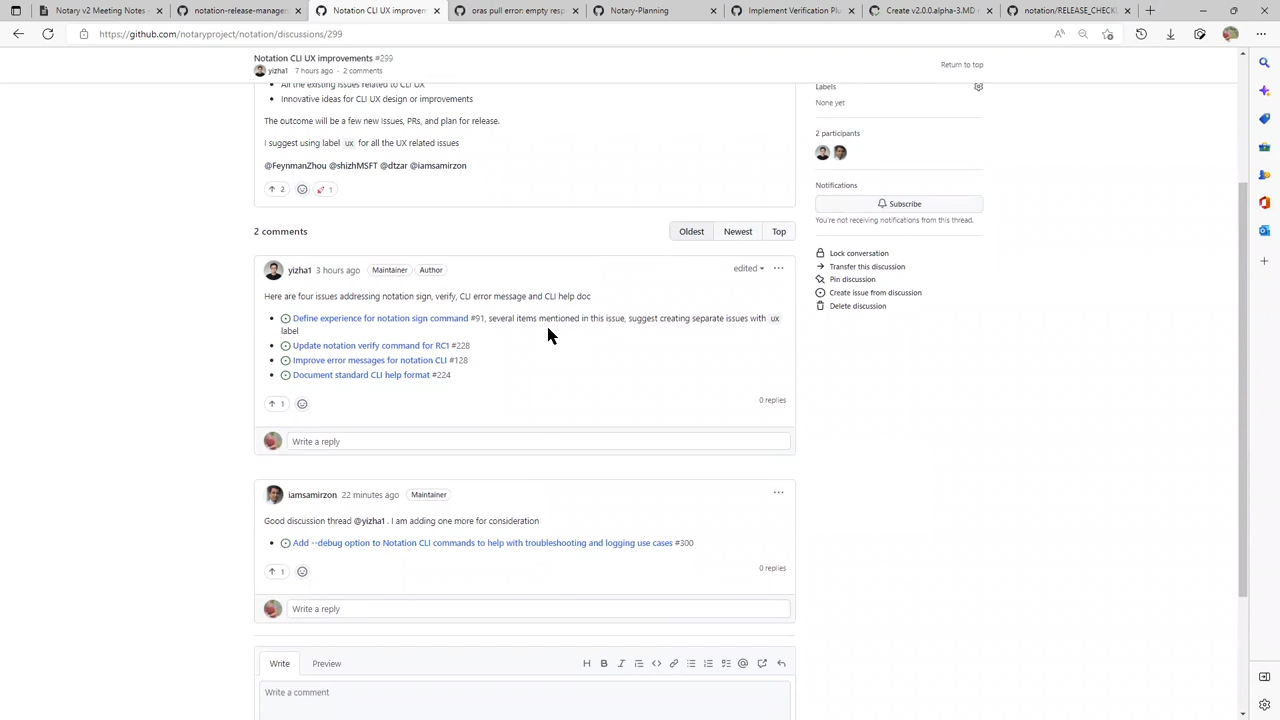 Notary v2 Meeting Notes -
notation-release-manager
Notation CLI UX improvem
oras pull error: empty resp
Notary-Planning
Implement Verification Plu
Create v2.0.0-alpha-3.MD
notation/RELEASE_CHECK
https://github.com/notaryproject/notation/discussions/299
Notation CLI UX improvements #299
yizha1 7 hours ago · 2 comments
Return to top
All the existing issues related to CLI UX
Innovative ideas for CLI UX design or improvements
The outcome will be a few new Issues, PRs, and plan for release.
I suggest using label ux for all the UX related issues
@FeynmanZhou @shizhMSFT @dtzar @iamsamirzon
2
1
Labels
None yet
2 participants
Notifications
Subscribe
You're not receiving notifications from this thread.
Lock conversation
Transfer this discussion
Pin discussion
Create issue from discussion
Delete discussion
2 comments
Oldest Newest Top
yizha1 3 hours ago Maintainer Author
edited
Here are four issues addressing notation sign, verify, CLI error message and CLI help doc
Define experience for notation sign command #91, several items mentioned in this issue, suggest creating separate issues with ux
label
Update notation verify command for RC1 #228
Improve error messages for notation CLI #128
Document standard CLI help format #224
1
0 replies
Write a reply
iamsamirzon 22 minutes ago Maintainer
Good discussion thread @yizha1 . I am adding one more for consideration
Add --debug option to Notation CLI commands to help with troubleshooting and logging use cases #300
1
0 replies
Write a reply
Write Preview
Write a comment